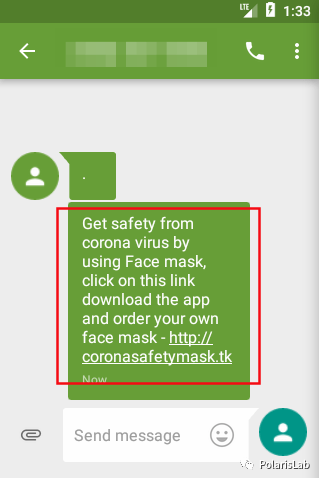 LTE 1:33
.
Get safety from
corona virus by
using Face mask,
click on this link
download the app
and order your own
face mask - http://
coronasafetymask.tk
Now
Send message
PolarisLab